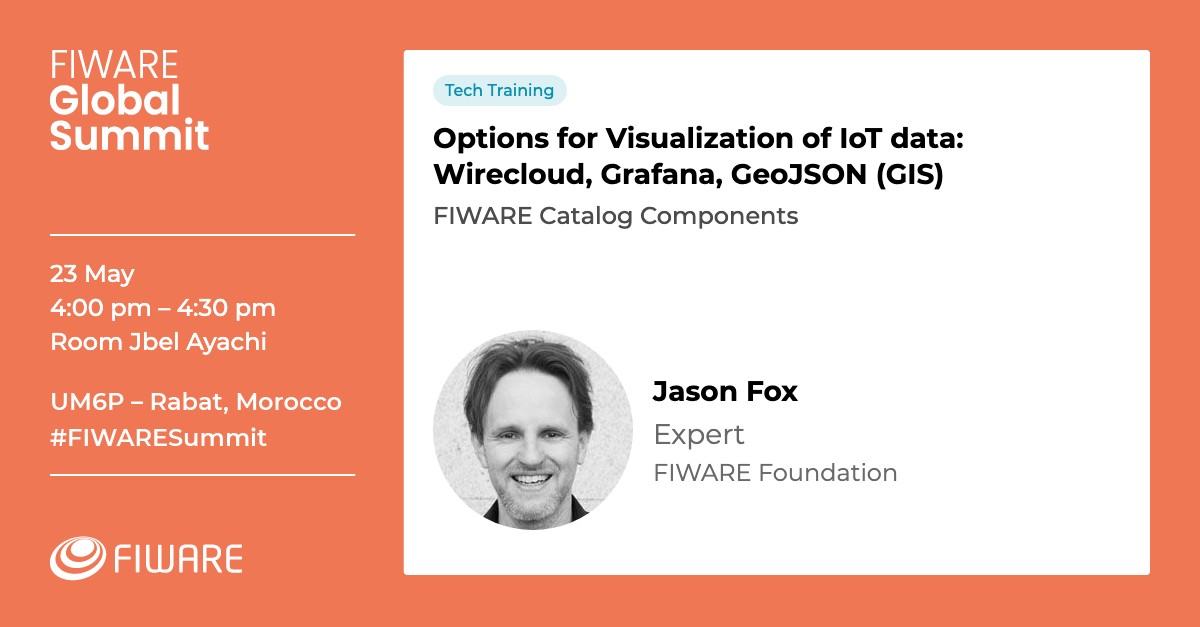 FIWARE
Global
Summit
23 May
4:00 pm – 4:30 pm
Room Jbel Ayachi
UM6P – Rabat, Morocco
#FIWARESummit
FIWARE
Tech Training
Options for Visualization of IoT data:
Wirecloud, Grafana, GeoJSON (GIS)
FIWARE Catalog Components
Jason Fox
Expert
FIWARE Foundation